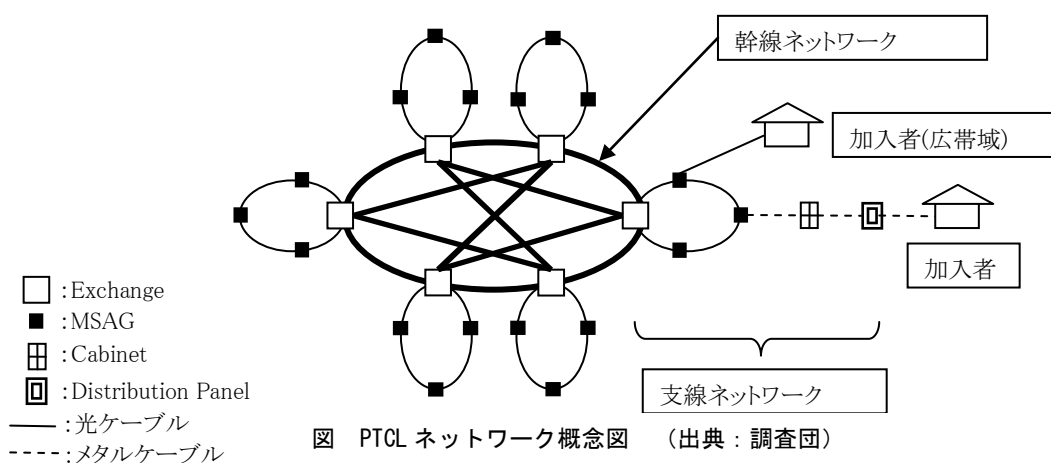 幹線ネットワーク
加入者(広帯域)
加入者
:Exchange
:MSAG
:Cabinet
:Distribution Panel
:光ケーブル
:メタルケーブル
支線ネットワーク
図 PTCL ネットワーク概念図 （出典：調査団）